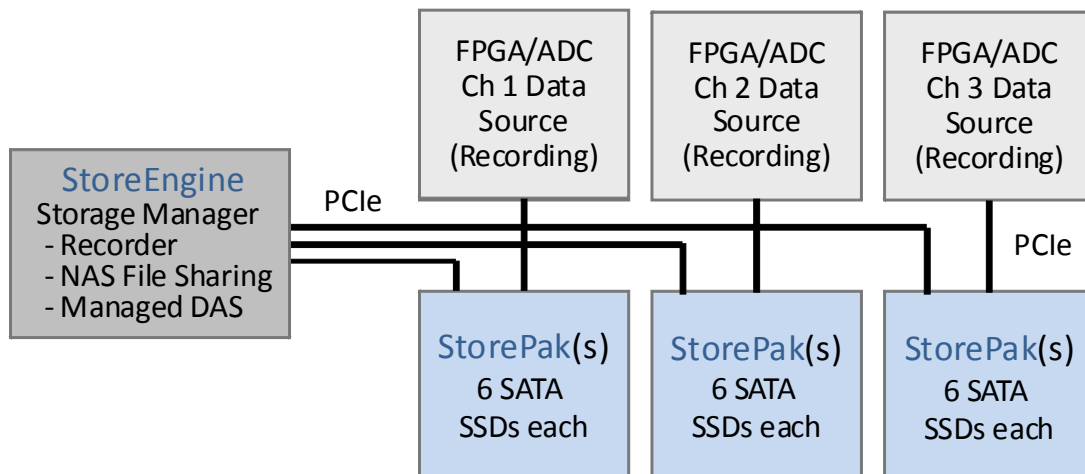 FPGA/ADC
Ch 1 Data
Source
(Recording)
FPGA/ADC
Ch 2 Data
Source
(Recording)
FPGA/ADC
Ch 3 Data
Source
(Recording)
StoreEngine
Storage Manager
- Recorder
- NAS File Sharing
- Managed DAS
PCIe
PCIe
StorePak(s)
6 SATA
SSDs each
StorePak(s)
6 SATA
SSDs each
StorePak(s)
6 SATA
SSDs each